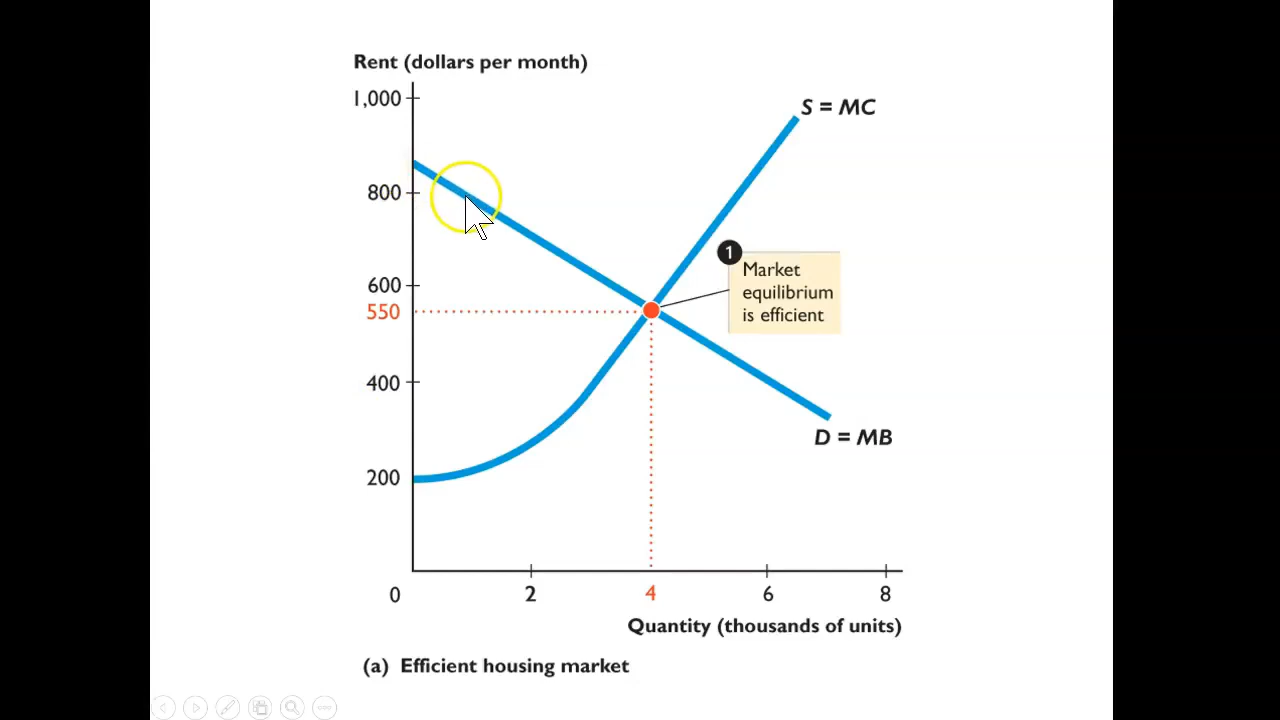 Rent (dollars per month)
1,000
S = MC
800
1
Market
equilibrium
is efficient
600
550
400
D = MB
200
0
2
4
6
8
Quantity (thousands of units)
(a) Efficient housing market